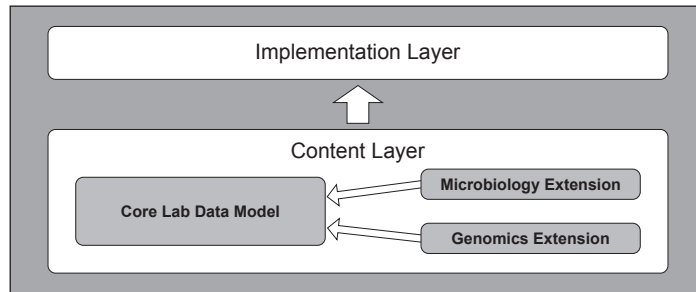 Implementation Layer
Content Layer
Microbiology Extension
Core Lab Data Model
Genomics Extension